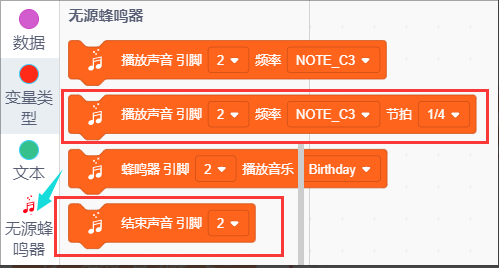 无源蜂鸣器
数据
变量类
型
文本
无源蜂
鸣器
播放声音 引脚 2 频率 NOTE_C3
播放声音 引脚 2 频率 NOTE_C3 节拍 1/4
蜂鸣器 引脚 2 播放音乐 Birthday
结束声音 引脚 2